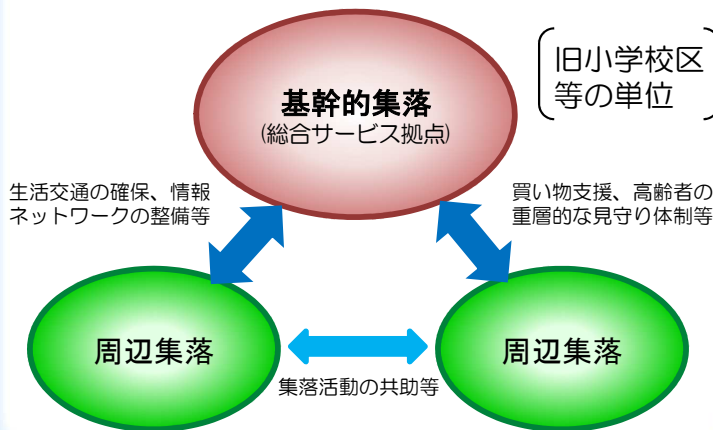 基幹的集落
(総合サービス拠点)
旧小学校区
等の単位
生活交通の確保、情報
ネットワークの整備等
買い物支援、高齢者の
重層的な見守り体制等
周辺集落
周辺集落
集落活動の共助等